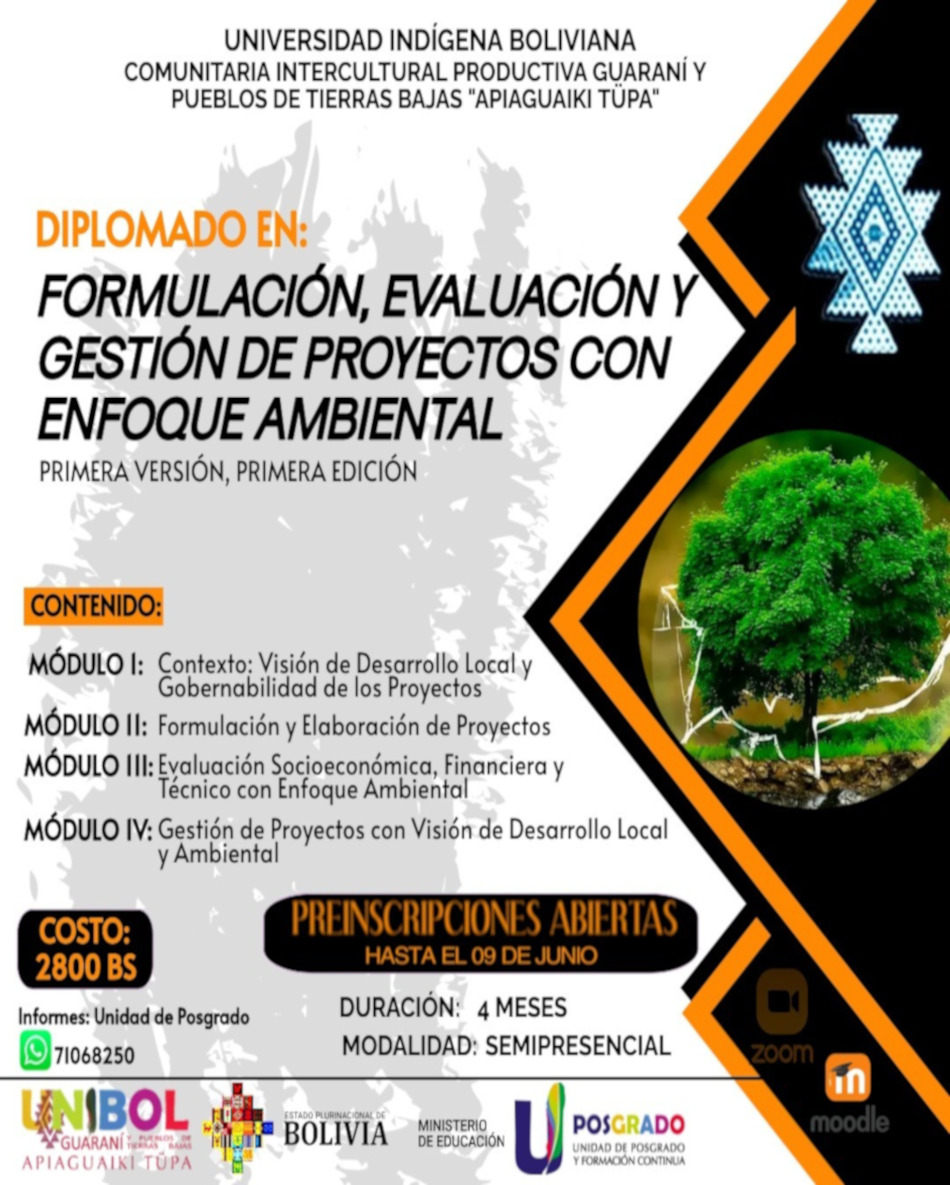 UNIVERSIDAD INDÍGENA BOLIVIANA
COMUNITARIA INTERCULTURAL PRODUCTIVA GUARANÍ Y
PUEBLOS DE TIERRAS BAJAS "APIAGUAIKI TÜPA"
DIPLOMADO EN:
FORMULACIÓN, EVALUACIÓN Y
GESTIÓN DE PROYECTOS CON
ENFOQUE AMBIENTAL
PRIMERA VERSIÓN, PRIMERA EDICIÓN
CONTENIDO:
MÓDULO I: Contexto: Visión de Desarrollo Local y
Gobernabilidad de los Proyectos
MÓDULO II: Formulación y Elaboración de Proyectos
MÓDULO III: Evaluación Socioeconómica, Financiera y
Técnico con Enfoque Ambiental
MÓDULO IV: Gestión de Proyectos con Visión de Desarrollo Local
y Ambiental
COSTO:
2800 BS
PREINSCRIPCIONES ABIERTAS
HASTA EL 09 DE JUNIO
Informes: Unidad de Posgrado
71068250
DURACIÓN: 4 MESES
MODALIDAD: SEMIPRESENCIAL
zoom
moodle
UNIBOL
GUARANÍ Y PUEBLOS DE
TIERRAS BAJAS
APIAGUAIKI TÜPA
ESTADO PLURINACIONAL DE
BOLIVIA
MINISTERIO
DE EDUCACIÓN
POSGRADO
UNIDAD DE POSGRADO
Y FORMACIÓN CONTINUA